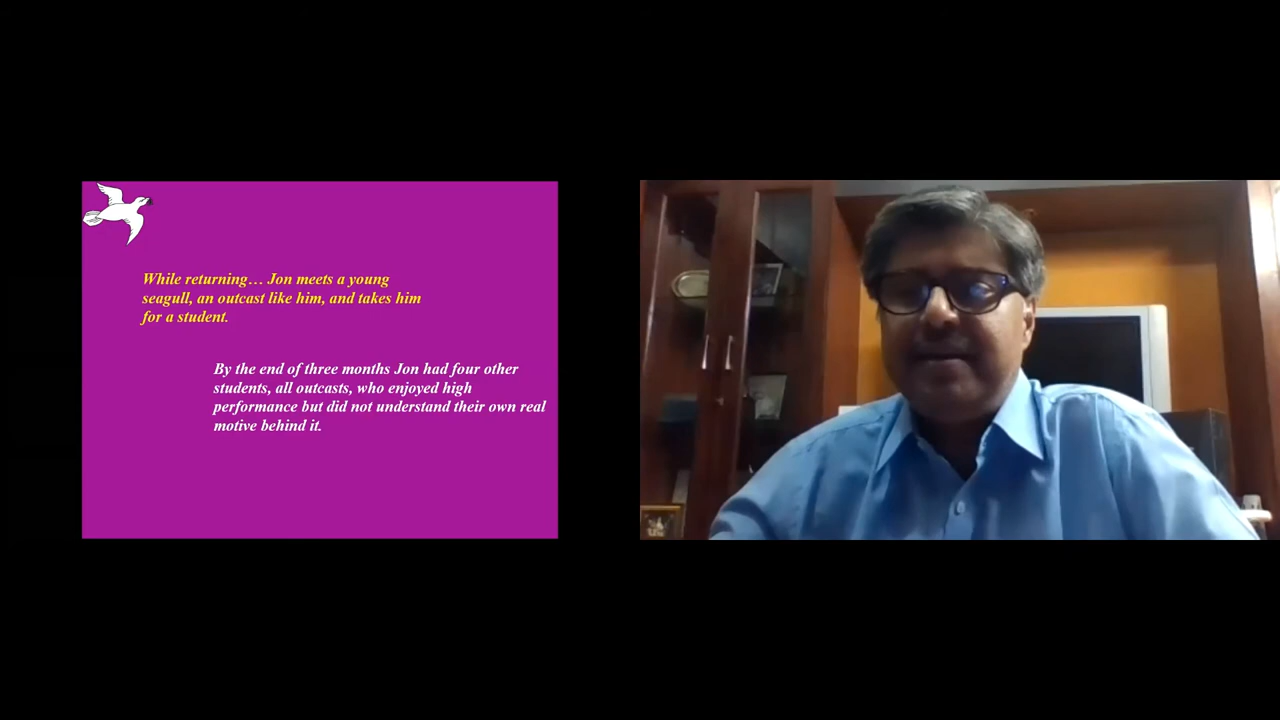 While returning… Jon meets a young
seagull, an outcast like him, and takes him
for a student.
By the end of three months Jon had four other
students, all outcasts, who enjoyed high
performance but did not understand their own real
motive behind it.